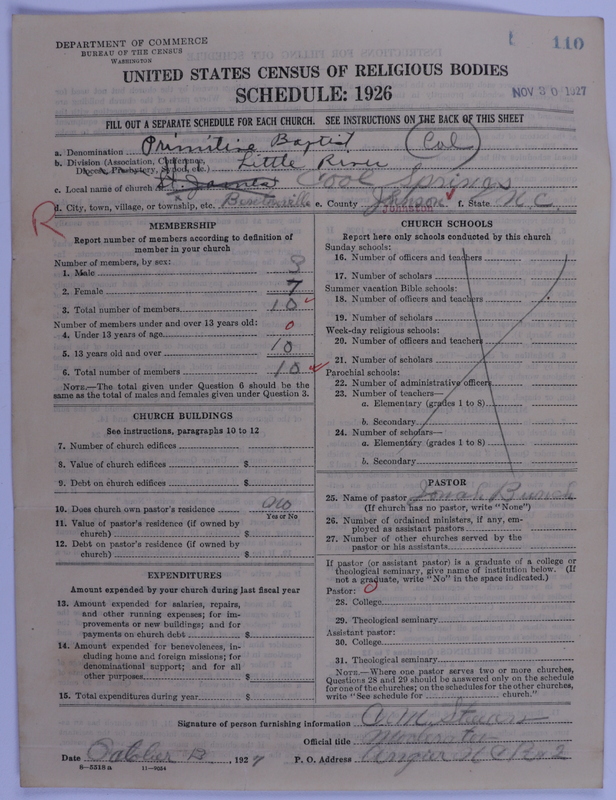 DEPARTMENT OF COMMERCE
BUREAU OF THE CENSUS
WASHINGTON
110
UNITED STATES CENSUS OF RELIGIOUS BODIES
SCHEDULE: 1926
NOV 30 1927
FILL OUT A SEPARATE SCHEDULE FOR EACH CHURCH. SEE INSTRUCTIONS ON THE BACK OF THIS SHEET
a. Denomination Primitive Baptist (Col)
b. Division (Association, Conference, Diocese, Presbytery, Synod, etc.) Little River
c. Local name of church St. James Cool Springs
d. City, town, village, or township, etc. Bentonville e. County Johnson f. State N.C.
Johnston
R
MEMBERSHIP
Report number of members according to definition of
member in your church
Number of members, by sex:
1. Male 3
2. Female 7
3. Total number of members 10
Number of members under and over 13 years old:
4. Under 13 years of age 0
5. 13 years old and over 10
6. Total number of members 10
NOTE.—The total given under Question 6 should be the
same as the total of males and females given under Question 3.
CHURCH BUILDINGS
See instructions, paragraphs 10 to 12
7. Number of church edifices
8. Value of church edifices $
9. Debt on church edifices $
10. Does church own pastor's residence No
Yes or No
11. Value of pastor's residence (if owned by
church) $
12. Debt on pastor's residence (if owned by
church) $
EXPENDITURES
Amount expended by your church during last fiscal year
13. Amount expended for salaries, repairs,
and other running expenses; for im-
provements or new buildings; and for
payments on church debt $
14. Amount expended for benevolences, in-
cluding home and foreign missions; for
denominational support; and for all
other purposes $
15. Total expenditures during year $
CHURCH SCHOOLS
Report here only schools conducted by this church
Sunday schools:
16. Number of officers and teachers
17. Number of scholars
Summer vacation Bible schools:
18. Number of officers and teachers
19. Number of scholars
Week-day religious schools:
20. Number of officers and teachers
21. Number of scholars
Parochial schools:
22. Number of administrative officers
23. Number of teachers—
a. Elementary (grades 1 to 8)
b. Secondary
24. Number of scholars—
a. Elementary (grades 1 to 8)
b. Secondary
PASTOR
25. Name of pastor Jonah Bunch
(If church has no pastor, write "None")
26. Number of ordained ministers, if any, em-
ployed as assistant pastors
27. Number of other churches served by the
pastor or his assistants
If pastor (or assistant pastor) is a graduate of a college or
theological seminary, give name of institution below. (If
not a graduate, write "No" in the space indicated.)
Pastor: 0
28. College
29. Theological seminary
Assistant pastor:
30. College
31. Theological seminary
NOTE.—Where one pastor serves two or more churches,
Questions 28 and 29 should be answered only on the schedule
for one of the churches; on the schedules for the other churches,
write "See schedule for church."
Signature of person furnishing information
Official title Moderator
Date 1927 P. O. Address Angier N C R 2
8—5518 a 11—9034